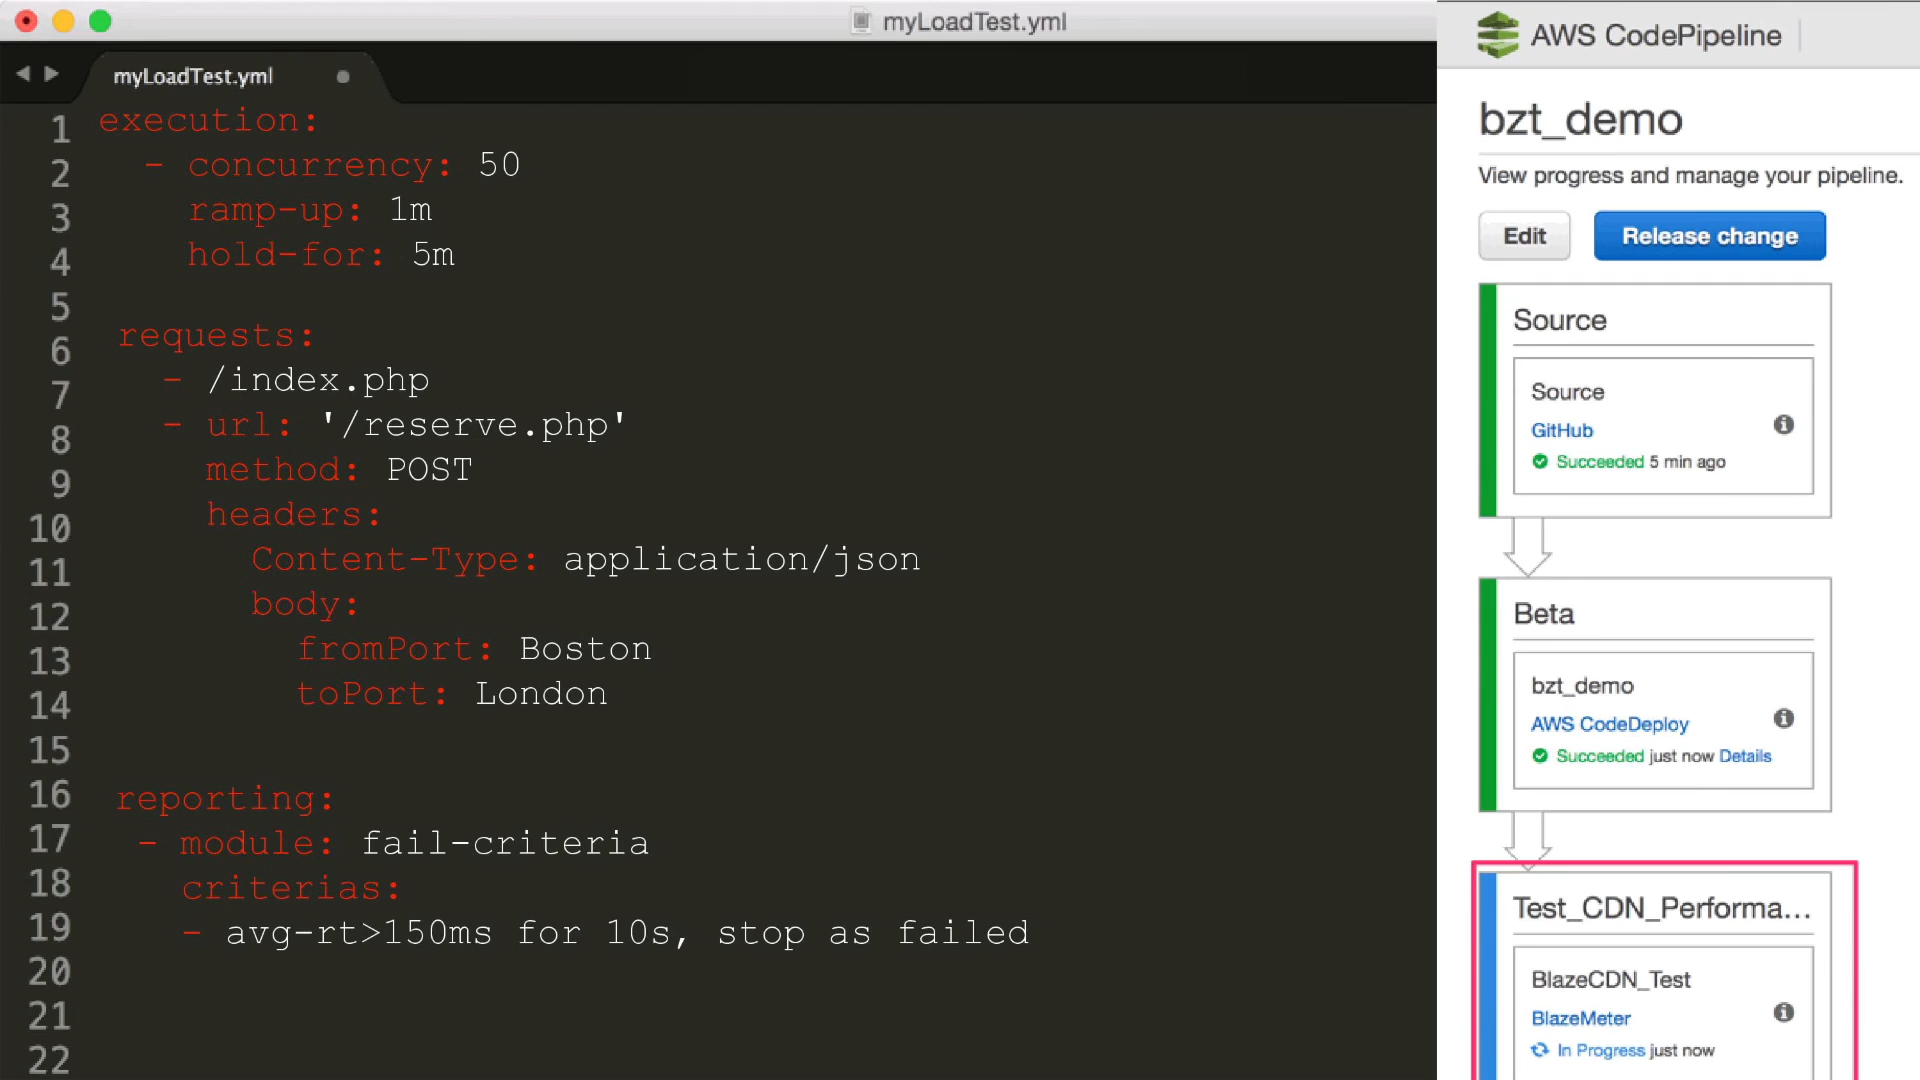 myLoadTest.yml
myLoadTest.yml
1 execution:
2 - concurrency: 50
3 ramp-up: 1m
4 hold-for: 5m
5
6 requests:
7 - /index.php
8 - url: '/reserve.php'
9 method: POST
10 headers:
11 Content-Type: application/json
12 body:
13 fromPort: Boston
14 toPort: London
15
16 reporting:
17 - module: fail-criteria
18 criterias:
19 - avg-rt>150ms for 10s, stop as failed
20
21
22
AWS CodePipeline
bzt_demo
View progress and manage your pipeline.
Edit Release change
Source
Source
GitHub
Succeeded 5 min ago
Beta
bzt_demo
AWS CodeDeploy
Succeeded just now Details
Test_CDN_Performa...
BlazeCDN_Test
BlazeMeter
In Progress just now